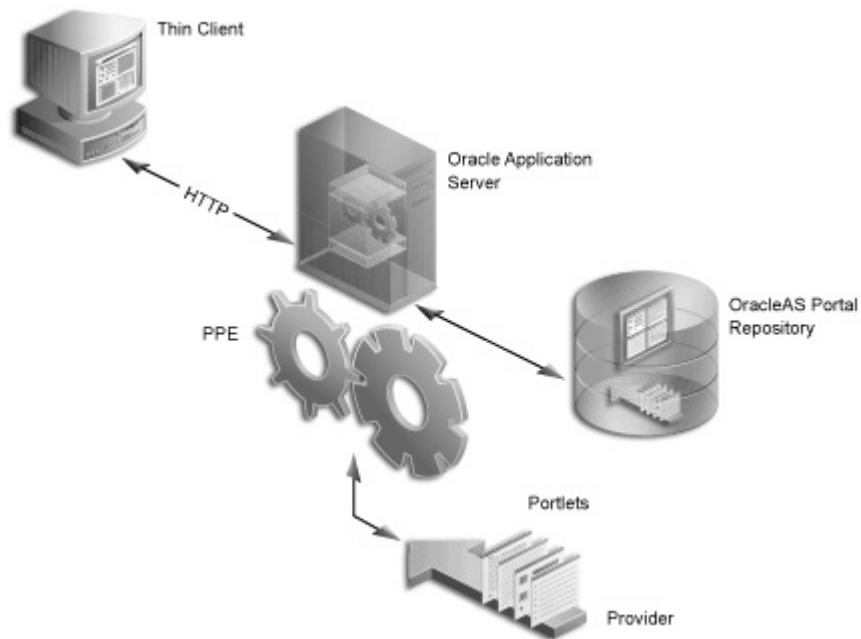 Thin Client
HTTP
Oracle Application
Server
OracleAS Portal
Repository
PPE
Portlets
Provider